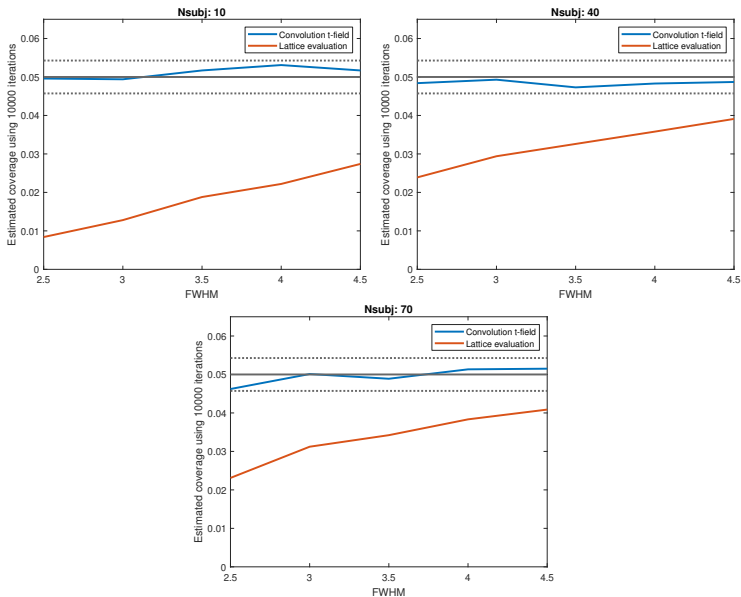 Nsubj: 10
Estimated coverage using 10000 iterations
0.06
0.05
0.04
0.03
0.02
0.01
0
Convolution t-field
Lattice evaluation
2.5 3 3.5 4 4.5
FWHM
Nsubj: 40
Estimated coverage using 10000 iterations
0.06
0.05
0.04
0.03
0.02
0.01
0
Convolution t-field
Lattice evaluation
2.5 3 3.5 4 4.5
FWHM
Nsubj: 70
Estimated coverage using 10000 iterations
0.06
0.05
0.04
0.03
0.02
0.01
0
Convolution t-field
Lattice evaluation
2.5 3 3.5 4 4.5
FWHM